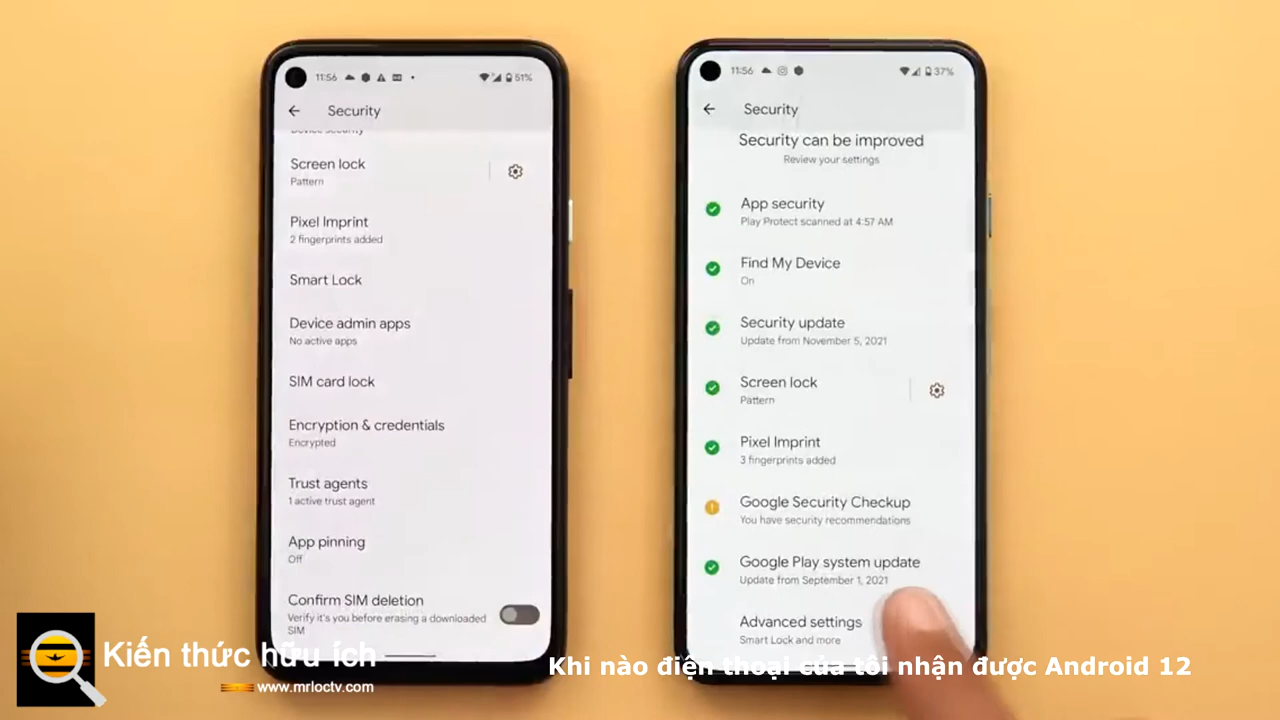 11:56
51%
Security
Device security
Screen lock
Pattern
Pixel Imprint
2 fingerprints added
Smart Lock
Device admin apps
No active apps
SIM card lock
Encryption & credentials
Encrypted
Trust agents
1 active trust agent
App pinning
Off
Confirm SIM deletion
Verify it's you before erasing a downloaded
SIM
11:56
37%
Security
Security can be improved
Review your settings
App security
Play Protect scanned at 4:57 AM
Find My Device
On
Security update
Update from November 5, 2021
Screen lock
Pattern
Pixel Imprint
3 fingerprints added
Google Security Checkup
You have security recommendations
Google Play system update
Update from September 1, 2021
Advanced settings
Smart Lock and more
Kiến thức hữu ích
www.mrloctv.com
Khi nào điện thoại của tôi nhận được Android 12